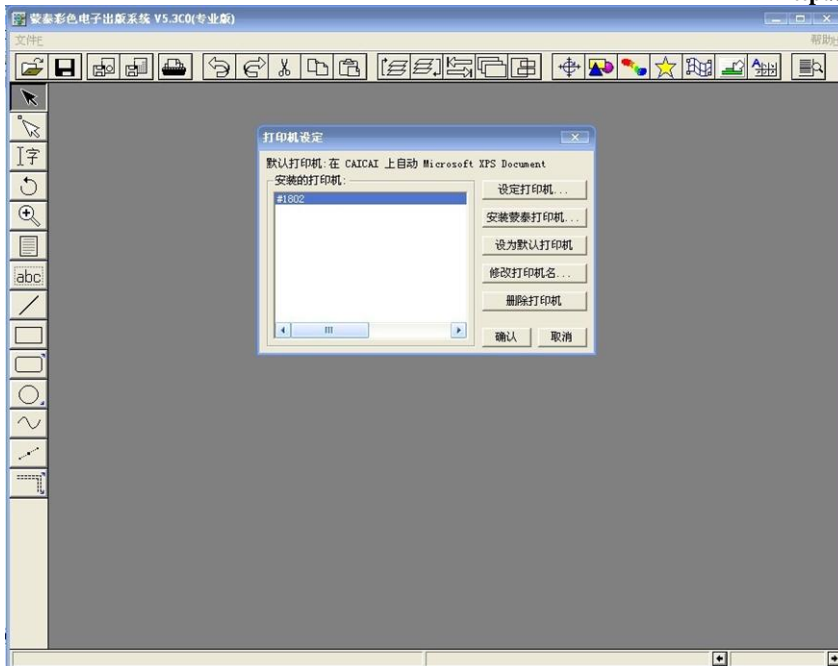 蒙泰彩色电子出版系统 V5.3C0(专业版)
文件F
帮助H
字
abc
打印机设定
默认打印机:在 CAICAI 上自动 Microsoft XPS Document
安装的打印机:
#1802
设定打印机...
安装蒙泰打印机...
设为默认打印机
修改打印机名...
删除打印机
确认
取消